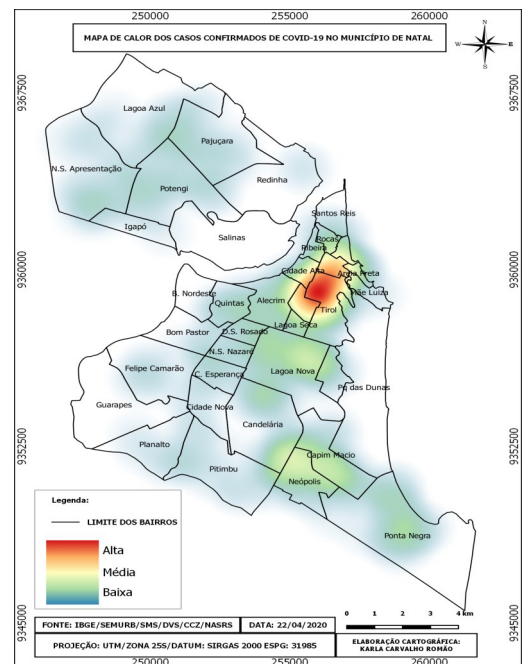 250000 255000 260000
MAPA DE CALOR DOS CASOS CONFIRMADOS DE COVID-19 NO MUNICÍPIO DE NATAL
N
W E
S
9367500 9367500
Lagoa Azul
Pajuçara
N.S. Apresentação
Redinha
Potengi
Igapó
Santos Reis
Salinas
Rocas
Ribeira
9360000 9360000
Cidade Alta
Areia Preta
Mãe Luiza
B. Nordeste
Quintas
Alecrim
Tirol
Lagoa Seca
Bom Pastor
D.S. Rosado
N.S. Nazaré
Felipe Camarão
C. Esperança
Lagoa Nova
Pq das Dunas
Guarapes
Cidade Nova
Candelária
9352500 9352500
Planalto
Capim Macio
Pitimbu
Neópolis
Ponta Negra
Legenda:
LIMITE DOS BAIRROS
Alta
Média
Baixa
0 1 2 3 4 km
9345000 9345000
FONTE: IBGE/SEMURB/SMS/DVS/CCZ/NASRS DATA: 22/04/2020
PROJEÇÃO: UTM/ZONA 25S/DATUM: SIRGAS 2000 ESPG: 31985
ELABORAÇÃO CARTOGRÁFICA:
KARLA CARVALHO ROMÃO
250000 255000 260000